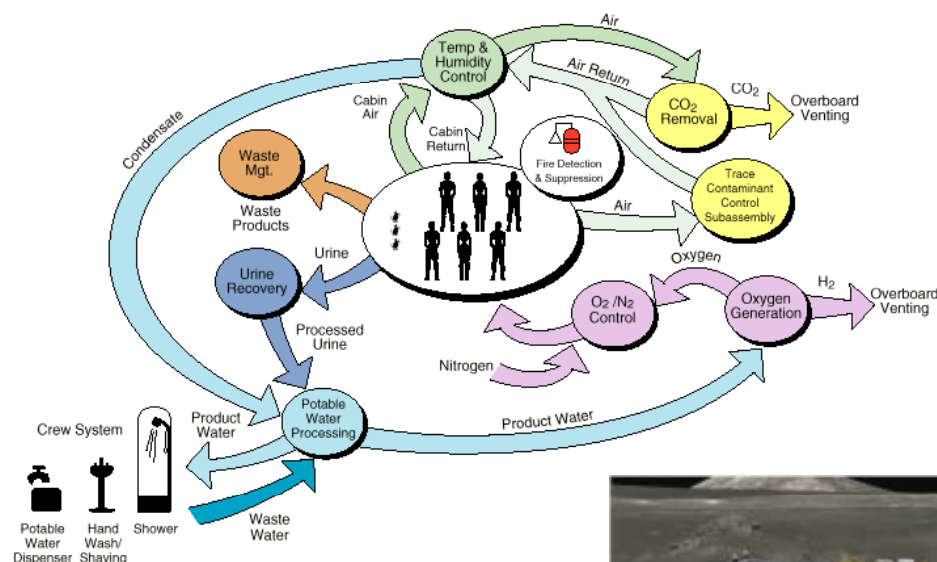 Air
Temp &
Humidity
Control
Air Return
CO2
CO2
Removal
Overboard
Venting
Cabin
Air
Cabin
Return
Condensate
Waste
Mgt.
Fire Detection
& Suppression
Trace
Contaminant
Control
Subassembly
Waste
Products
Air
Urine
Oxygen
Urine
Recovery
H2
O2 /N2
Control
Oxygen
Generation
Overboard
Venting
Processed
Urine
Nitrogen
Potable
Water
Processing
Product
Water
Product Water
Crew System
Waste
Water
Potable
Water
Dispenser
Hand
Wash/
Shaving
Shower